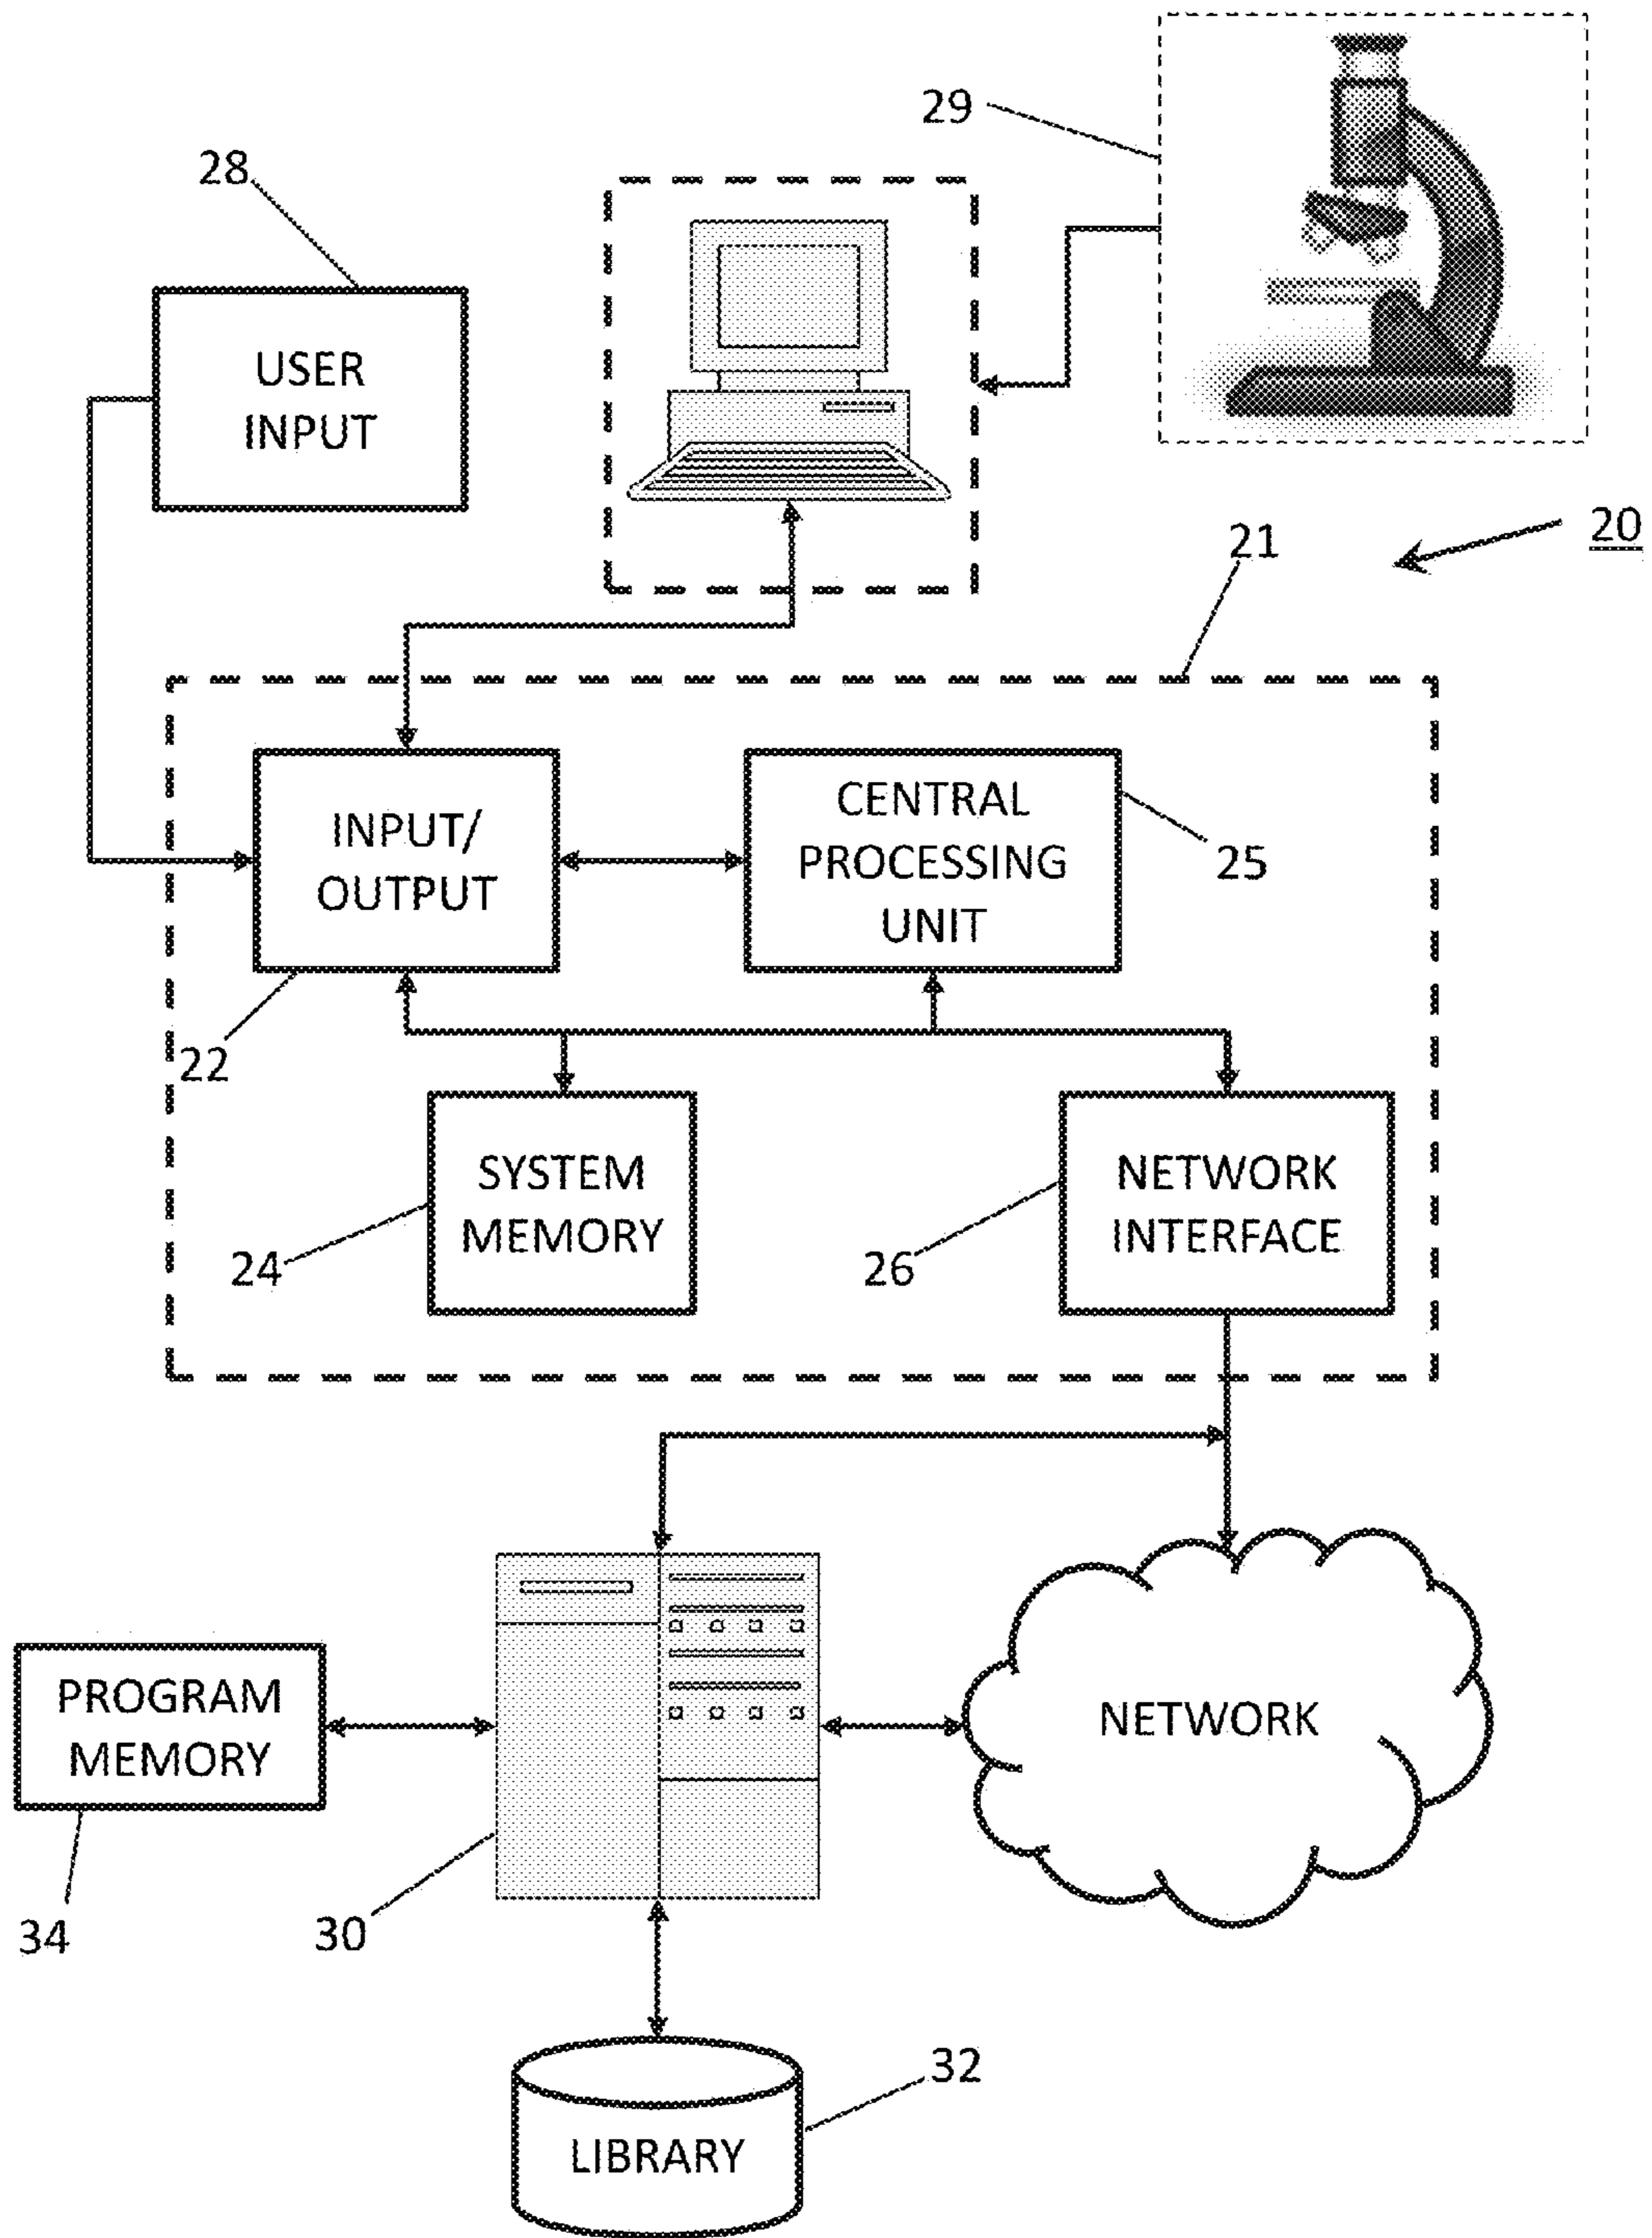 29
28
USER
INPUT
20
21
INPUT/
OUTPUT
CENTRAL
PROCESSING
UNIT
25
22
SYSTEM
MEMORY
NETWORK
INTERFACE
24
26
PROGRAM
MEMORY
NETWORK
34
30
32
LIBRARY